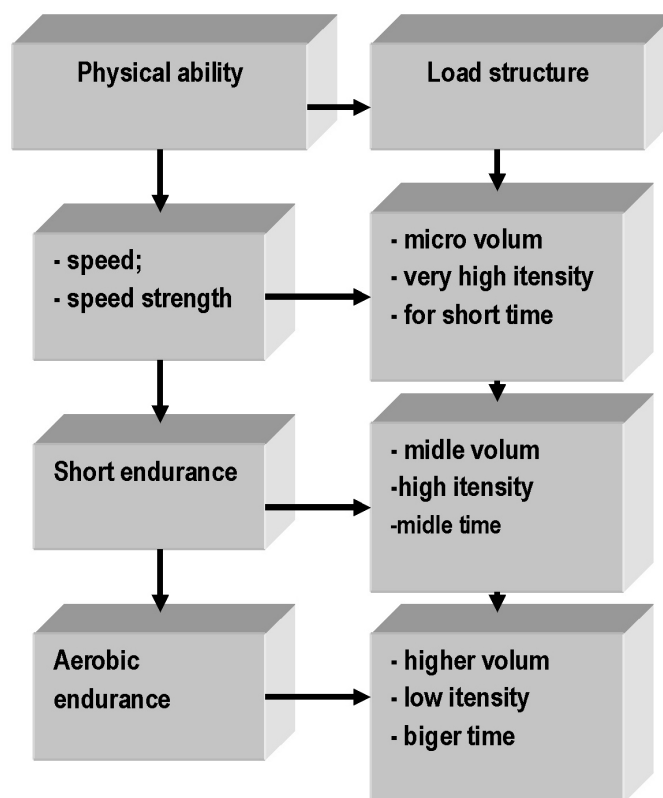 Physical ability
Load structure
- speed;
- speed strength
- micro volum
- very high itensity
- for short time
Short endurance
- midle volum
-high itensity
-midle time
Aerobic
endurance
- higher volum
- low itensity
- biger time